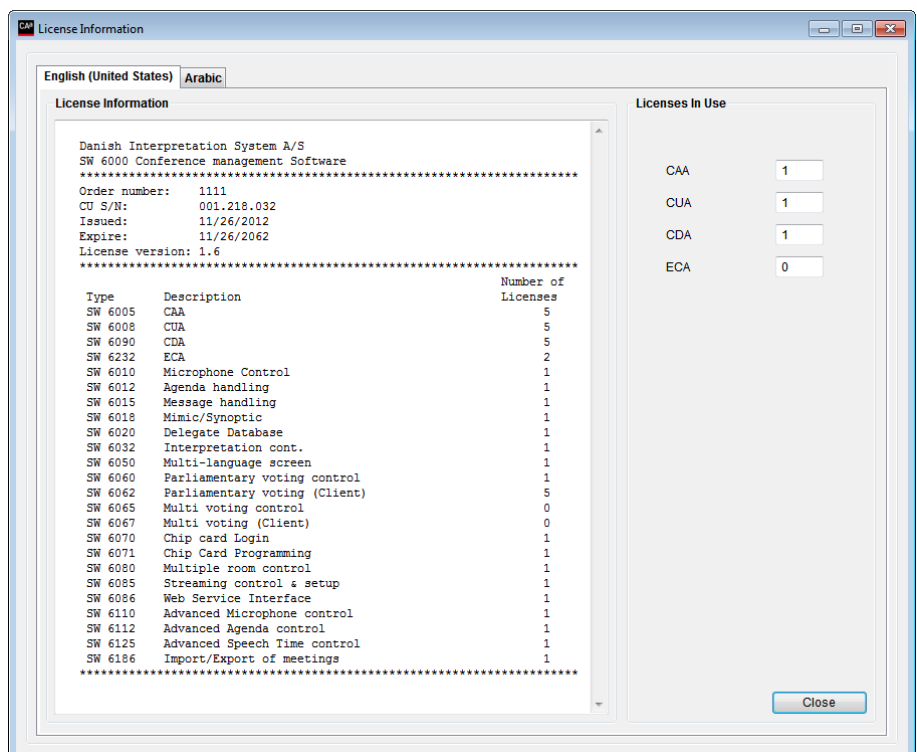 CAA License Information
English (United States) Arabic
License Information
Danish Interpretation System A/S
SW 6000 Conference management Software
***********************************************************************
Order number: 1111
CU S/N: 001.218.032
Issued: 11/26/2012
Expire: 11/26/2062
License version: 1.6
***********************************************************************
Number of
Type Description Licenses
SW 6005 CAA 5
SW 6008 CUA 5
SW 6090 CDA 5
SW 6232 ECA 2
SW 6010 Microphone Control 1
SW 6012 Agenda handling 1
SW 6015 Message handling 1
SW 6018 Mimic/Synoptic 1
SW 6020 Delegate Database 1
SW 6032 Interpretation cont. 1
SW 6050 Multi-language screen 1
SW 6060 Parliamentary voting control 1
SW 6062 Parliamentary voting (Client) 5
SW 6065 Multi voting control 0
SW 6067 Multi voting (Client) 0
SW 6070 Chip card Login 1
SW 6071 Chip Card Programming 1
SW 6080 Multiple room control 1
SW 6085 Streaming control & setup 1
SW 6086 Web Service Interface 1
SW 6110 Advanced Microphone control 1
SW 6112 Advanced Agenda control 1
SW 6125 Advanced Speech Time control 1
SW 6186 Import/Export of meetings 1
***********************************************************************
Licenses In Use
CAA 1
CUA 1
CDA 1
ECA 0
Close